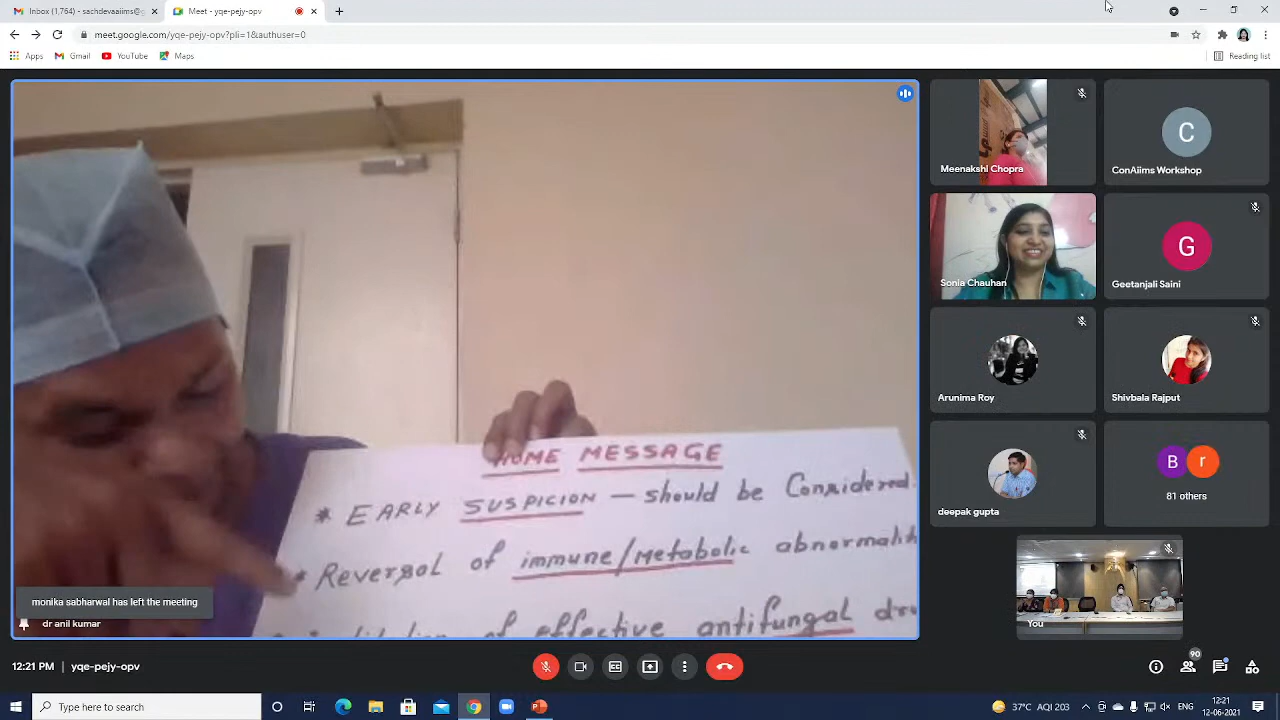 Inbox (1,764) - sachdevaiims@g
Meet - yqe-pejy-opv
meet.google.com/yqe-pejy-opv?pli=1&authuser=0
Apps
Gmail
YouTube
Maps
Reading list
HOME MESSAGE
* EARLY SUSPICION — should be Considered.
* Reversal of immune/Metabolic
of effective antifungal
monika sabharwal has left the meeting
dr anil kumar
Meenakshi Chopra
C
ConAiims Workshop
Sonia Chauhan
G
Geetanjali Saini
Arunima Roy
Shivbala Rajput
deepak gupta
B r
81 others
You
12:21 PM | yqe-pejy-opv
90
Type here to search
37°C AQI 203
12:21
12-06-2021